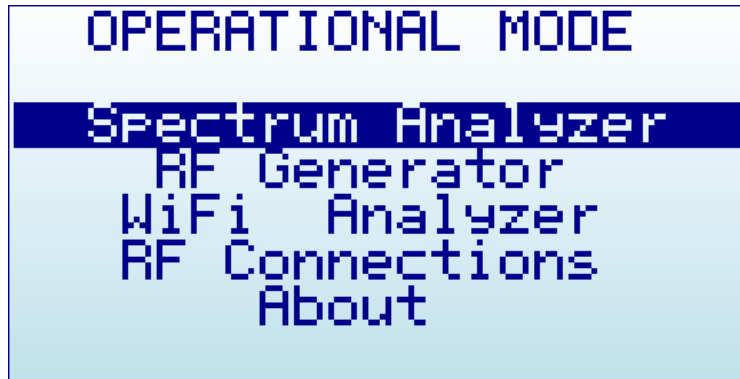 OPERATIONAL MODE
Spectrum Analyzer
RF Generator
WiFi Analyzer
RF Connections
About